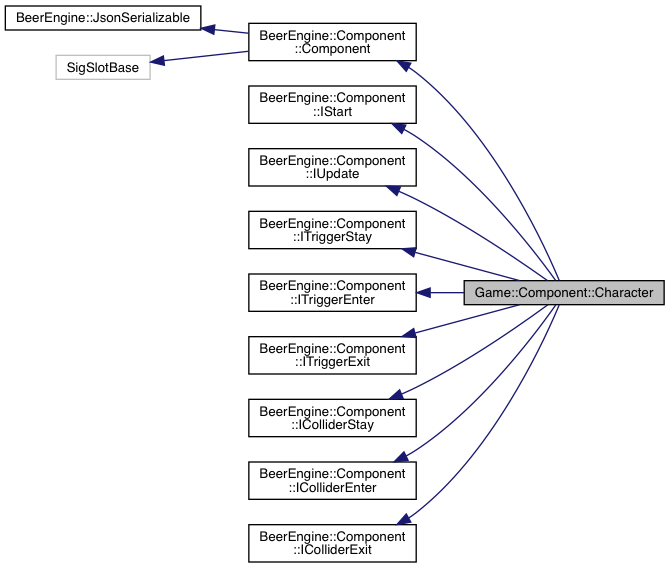 BeerEngine::JsonSerializable
SigSlotBase
BeerEngine::Component
::Component
BeerEngine::Component
::IStart
BeerEngine::Component
::IUpdate
BeerEngine::Component
::ITriggerStay
BeerEngine::Component
::ITriggerEnter
BeerEngine::Component
::ITriggerExit
BeerEngine::Component
::IColliderStay
BeerEngine::Component
::IColliderEnter
BeerEngine::Component
::IColliderExit
Game::Component::Character